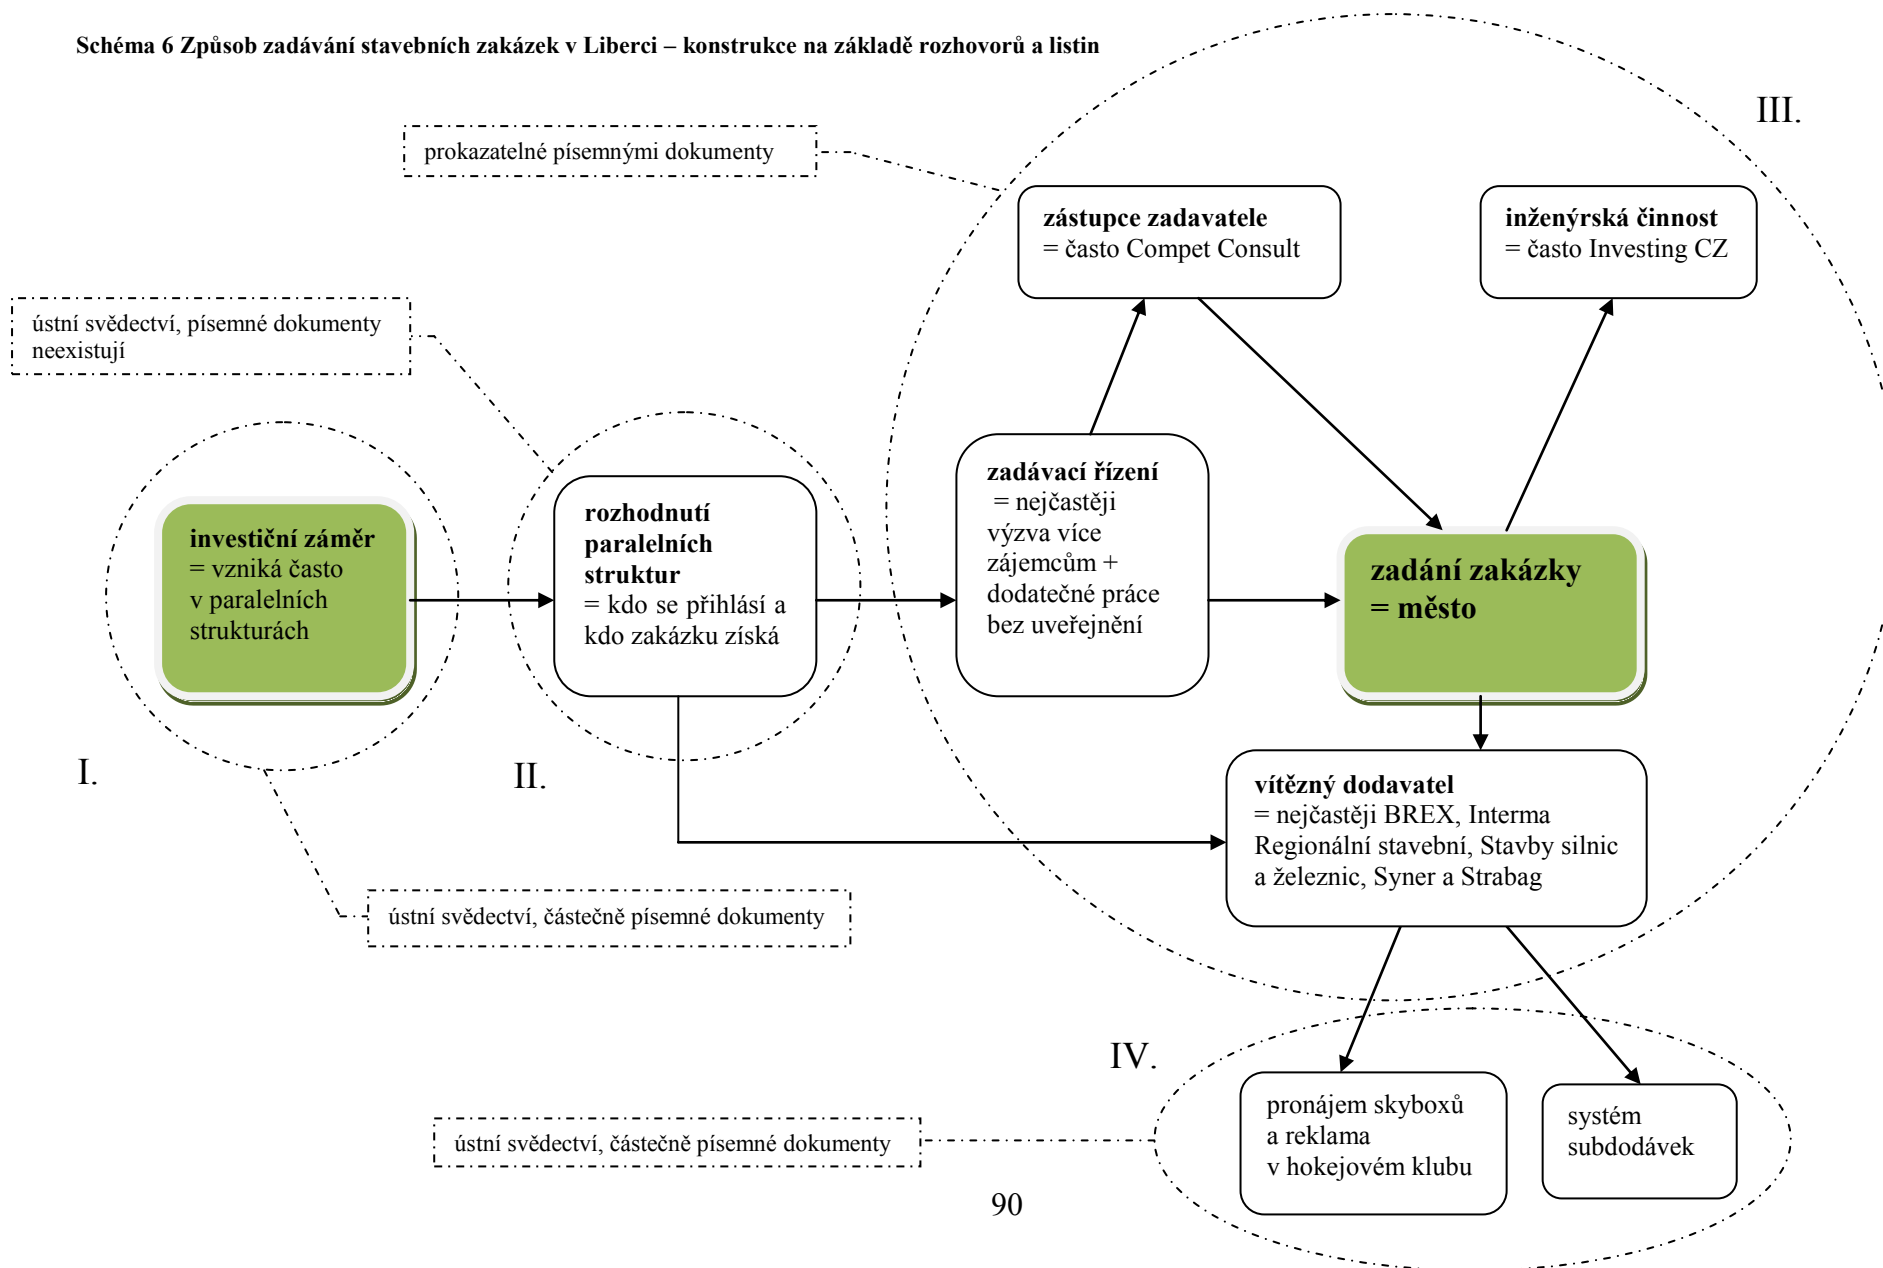 Schéma 6 Způsob zadávání stavebních zakázek v Liberci – konstrukce na základě rozhovorů a listin
III.
prokazatelné písemnými dokumenty
zástupce zadavatele
= často Compet Consult
inženýrská činnost
= často Investing CZ
ústní svědectví, písemné dokumenty
neexistují
investiční záměr
= vzniká často
v paralelních
strukturách
rozhodnutí
paralelních
struktur
= kdo se přihlásí a
kdo zakázku získá
zadávací řízení
= nejčastěji
výzva více
zájemcům +
dodatečné práce
bez uveřejnění
zadání zakázky
= město
I.
II.
vítězný dodavatel
= nejčastěji BREX, Interma
Regionální stavební, Stavby silnic
a železnic, Syner a Strabag
ústní svědectví, částečně písemné dokumenty
IV.
pronájem skyboxů
a reklama
v hokejovém klubu
systém
subdodávek
ústní svědectví, částečně písemné dokumenty
90